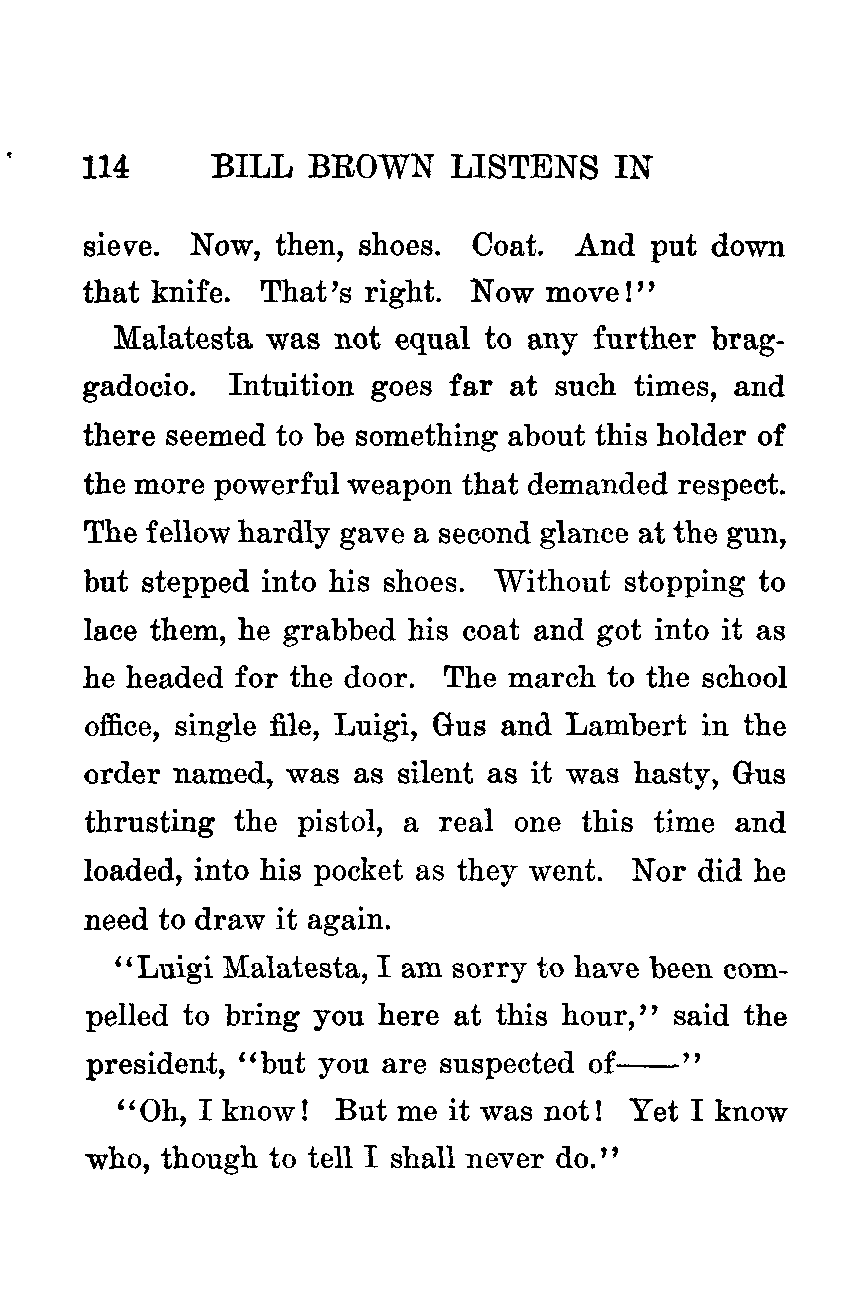 114 BILL BROWN LISTENS IN
sieve. Now, then, shoes. Coat. And put down
that knife. That's right. Now move!''
Malatesta was not equal to any further brag-
gadocio. Intuition goes far at such times, and
there seemed to be something about this holder of
the more powerful weapon that demanded respect.
The fellow hardly gave a second glance at the gun,
but stepped into his shoes. Without stopping to
lace them, he grabbed his coat and got into it as
he headed for the door. The march to the school
office, single file, Luigi, Gus and Lambert in the
order named, was as silent as it was hasty, Gus
thrusting the pistol, a real one this time and
loaded, into his pocket as they went. Nor did he
need to draw it again.
‘‘Luigi Malatesta, I am sorry to have been com-
pelled to bring you here at this hour,'' said the
president, ‘‘but you are suspected of——''
‘‘Oh, I know! But me it was not! Yet I know
who, though to tell I shall never do.''